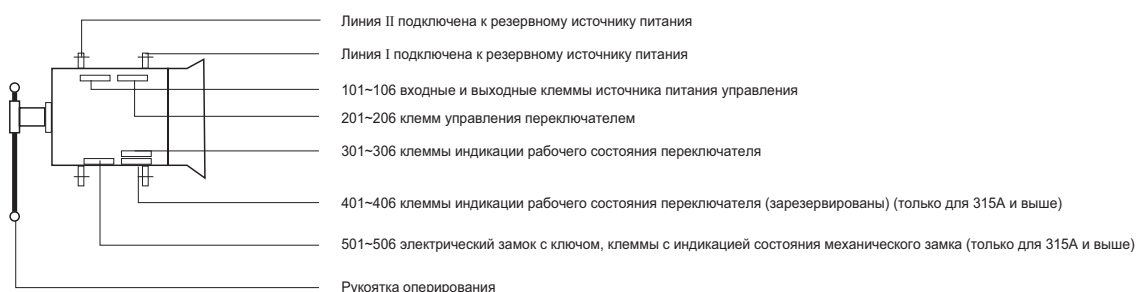 Линия II подключена к резервному источнику питания
Линия I подключена к резервному источнику питания
101~106 входные и выходные клеммы источника питания управления
201~206 клемм управления переключателем
301~306 клеммы индикации рабочего состояния переключателя
401~406 клеммы индикации рабочего состояния переключателя (зарезервированы) (только для 315А и выше)
501~506 электрический замок с ключом, клеммы с индикацией состояния механического замка (только для 315А и выше)
Рукоятка оперирования